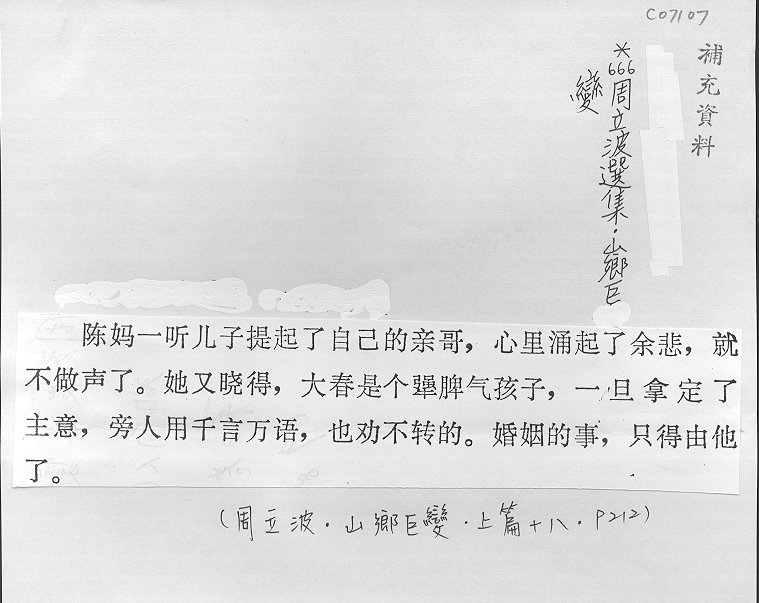 C07107
補充資料
*666周立波選集·山鄉巨
變
陈妈一听儿子提起了自己的亲哥，心里涌起了余悲，就
不做声了。她又晓得，大春是个犟脾气孩子，一旦拿定了
主意，旁人用千言万语，也劝不转的。婚姻的事，只得由他
了。
(周立波·山鄉巨變·上篇十八·P212)